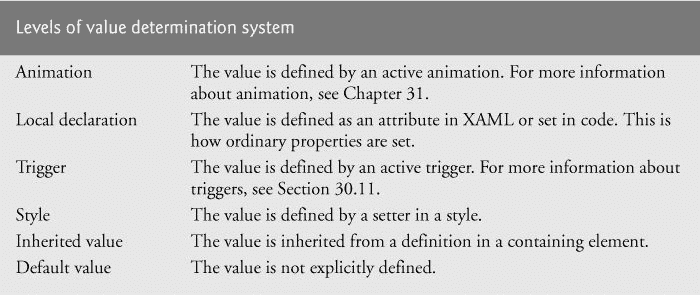 Levels of value determination system
Animation The value is defined by an active animation. For more information
about animation, see Chapter 31.
Local declaration The value is defined as an attribute in XAML or set in code. This is
how ordinary properties are set.
Trigger The value is defined by an active trigger. For more information about
triggers, see Section 30.11.
Style The value is defined by a setter in a style.
Inherited value The value is inherited from a definition in a containing element.
Default value The value is not explicitly defined.